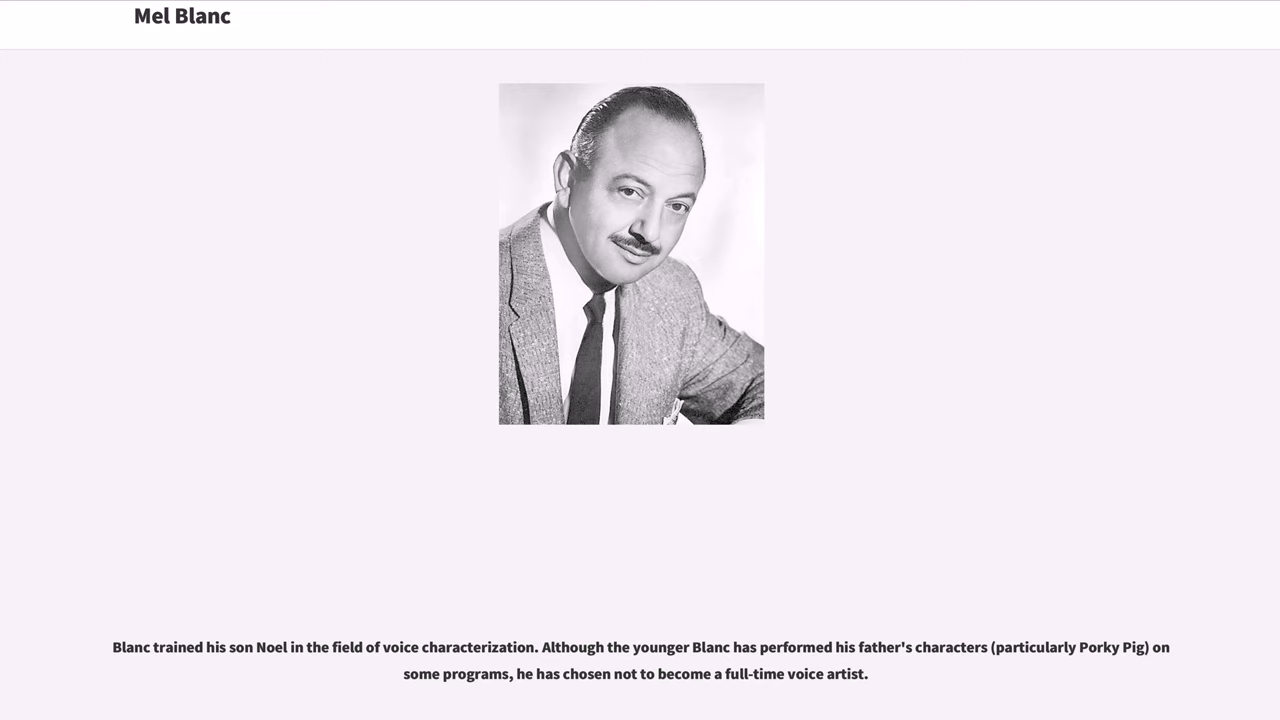 Mel Blanc
Blanc trained his son Noel in the field of voice characterization. Although the younger Blanc has performed his father's characters (particularly Porky Pig) on
some programs, he has chosen not to become a full-time voice artist.